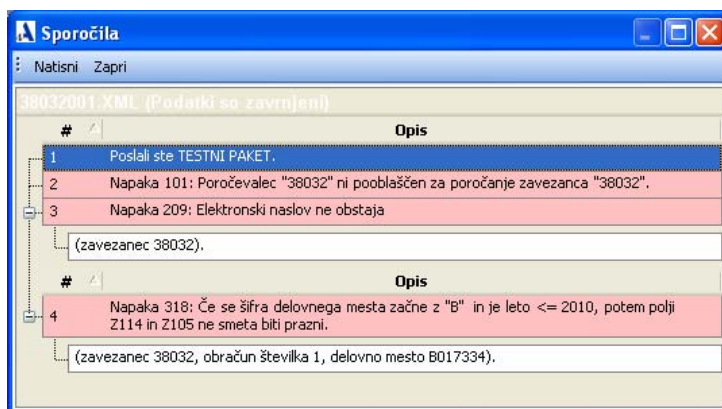 Sporočila
Natisni Zapri
38032001.XML (Podatki so zavrnjeni)
# Opis
1 Poslali ste TESTNI PAKET.
2 Napaka 101: Poročevalec "38032" ni pooblaščen za poročanje zavezanca "38032".
3 Napaka 209: Elektronski naslov ne obstaja
(zavezanec 38032).
# Opis
4 Napaka 318: Če se šifra delovnega mesta začne z "B" in je leto <= 2010, potem polji
Z114 in Z105 ne smeta biti prazni.
(zavezanec 38032, obračun številka 1, delovno mesto B017334).